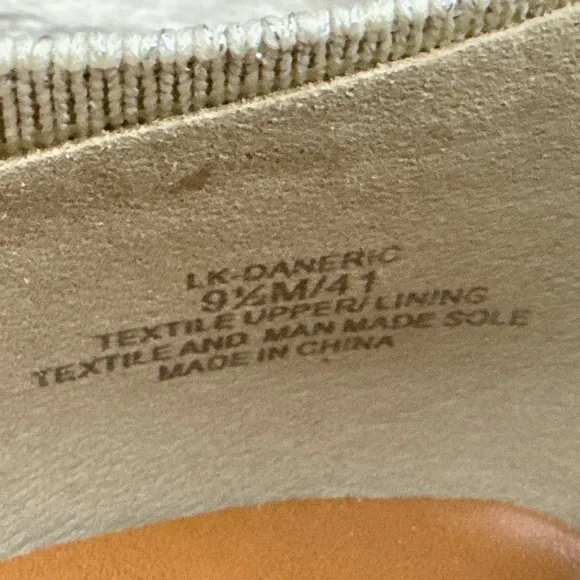 LK-DANERIC
9½M/41
TEXTILE UPPER/LINING
TEXTILE AND MAN MADE SOLE
MADE IN CHINA